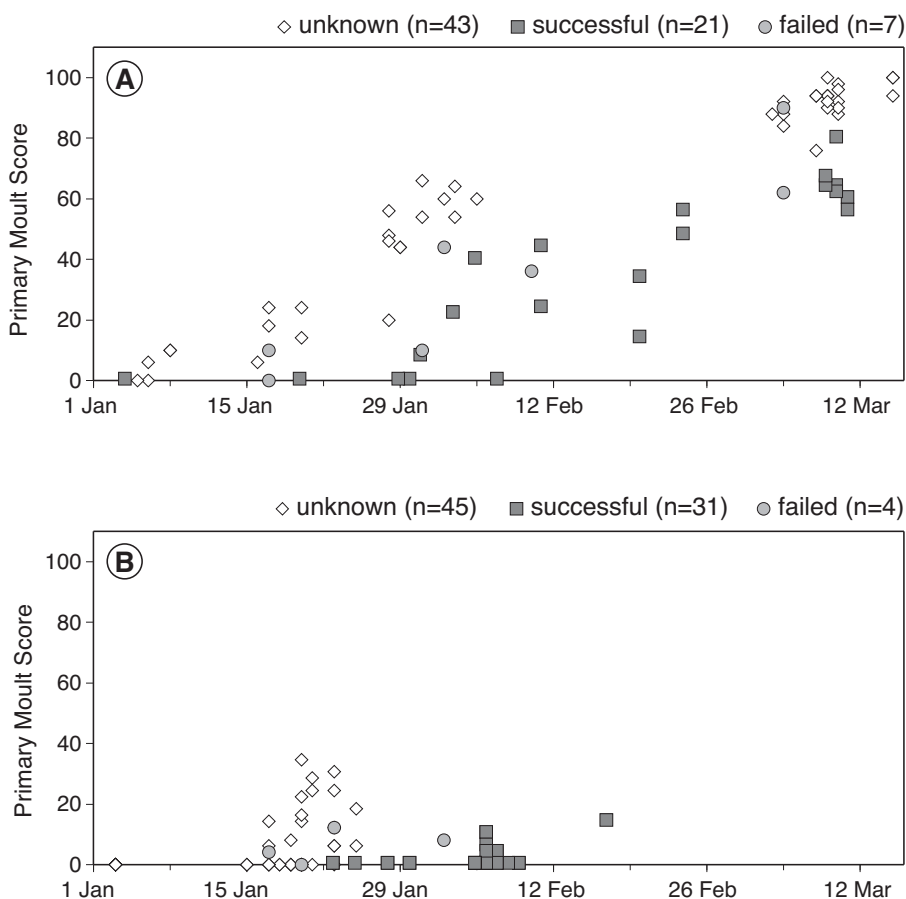 unknown (n=43) successful (n=21) failed (n=7)
A
Primary Moult Score
100
80
60
40
20
0
1 Jan 15 Jan 29 Jan 12 Feb 26 Feb 12 Mar
unknown (n=45) successful (n=31) failed (n=4)
B
Primary Moult Score
100
80
60
40
20
0
1 Jan 15 Jan 29 Jan 12 Feb 26 Feb 12 Mar